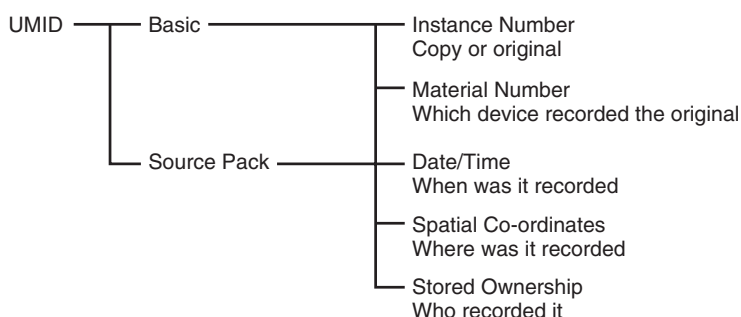 UMID
Basic
Instance Number
Copy or original
Material Number
Which device recorded the original
Source Pack
Date/Time
When was it recorded
Spatial Co-ordinates
Where was it recorded
Stored Ownership
Who recorded it